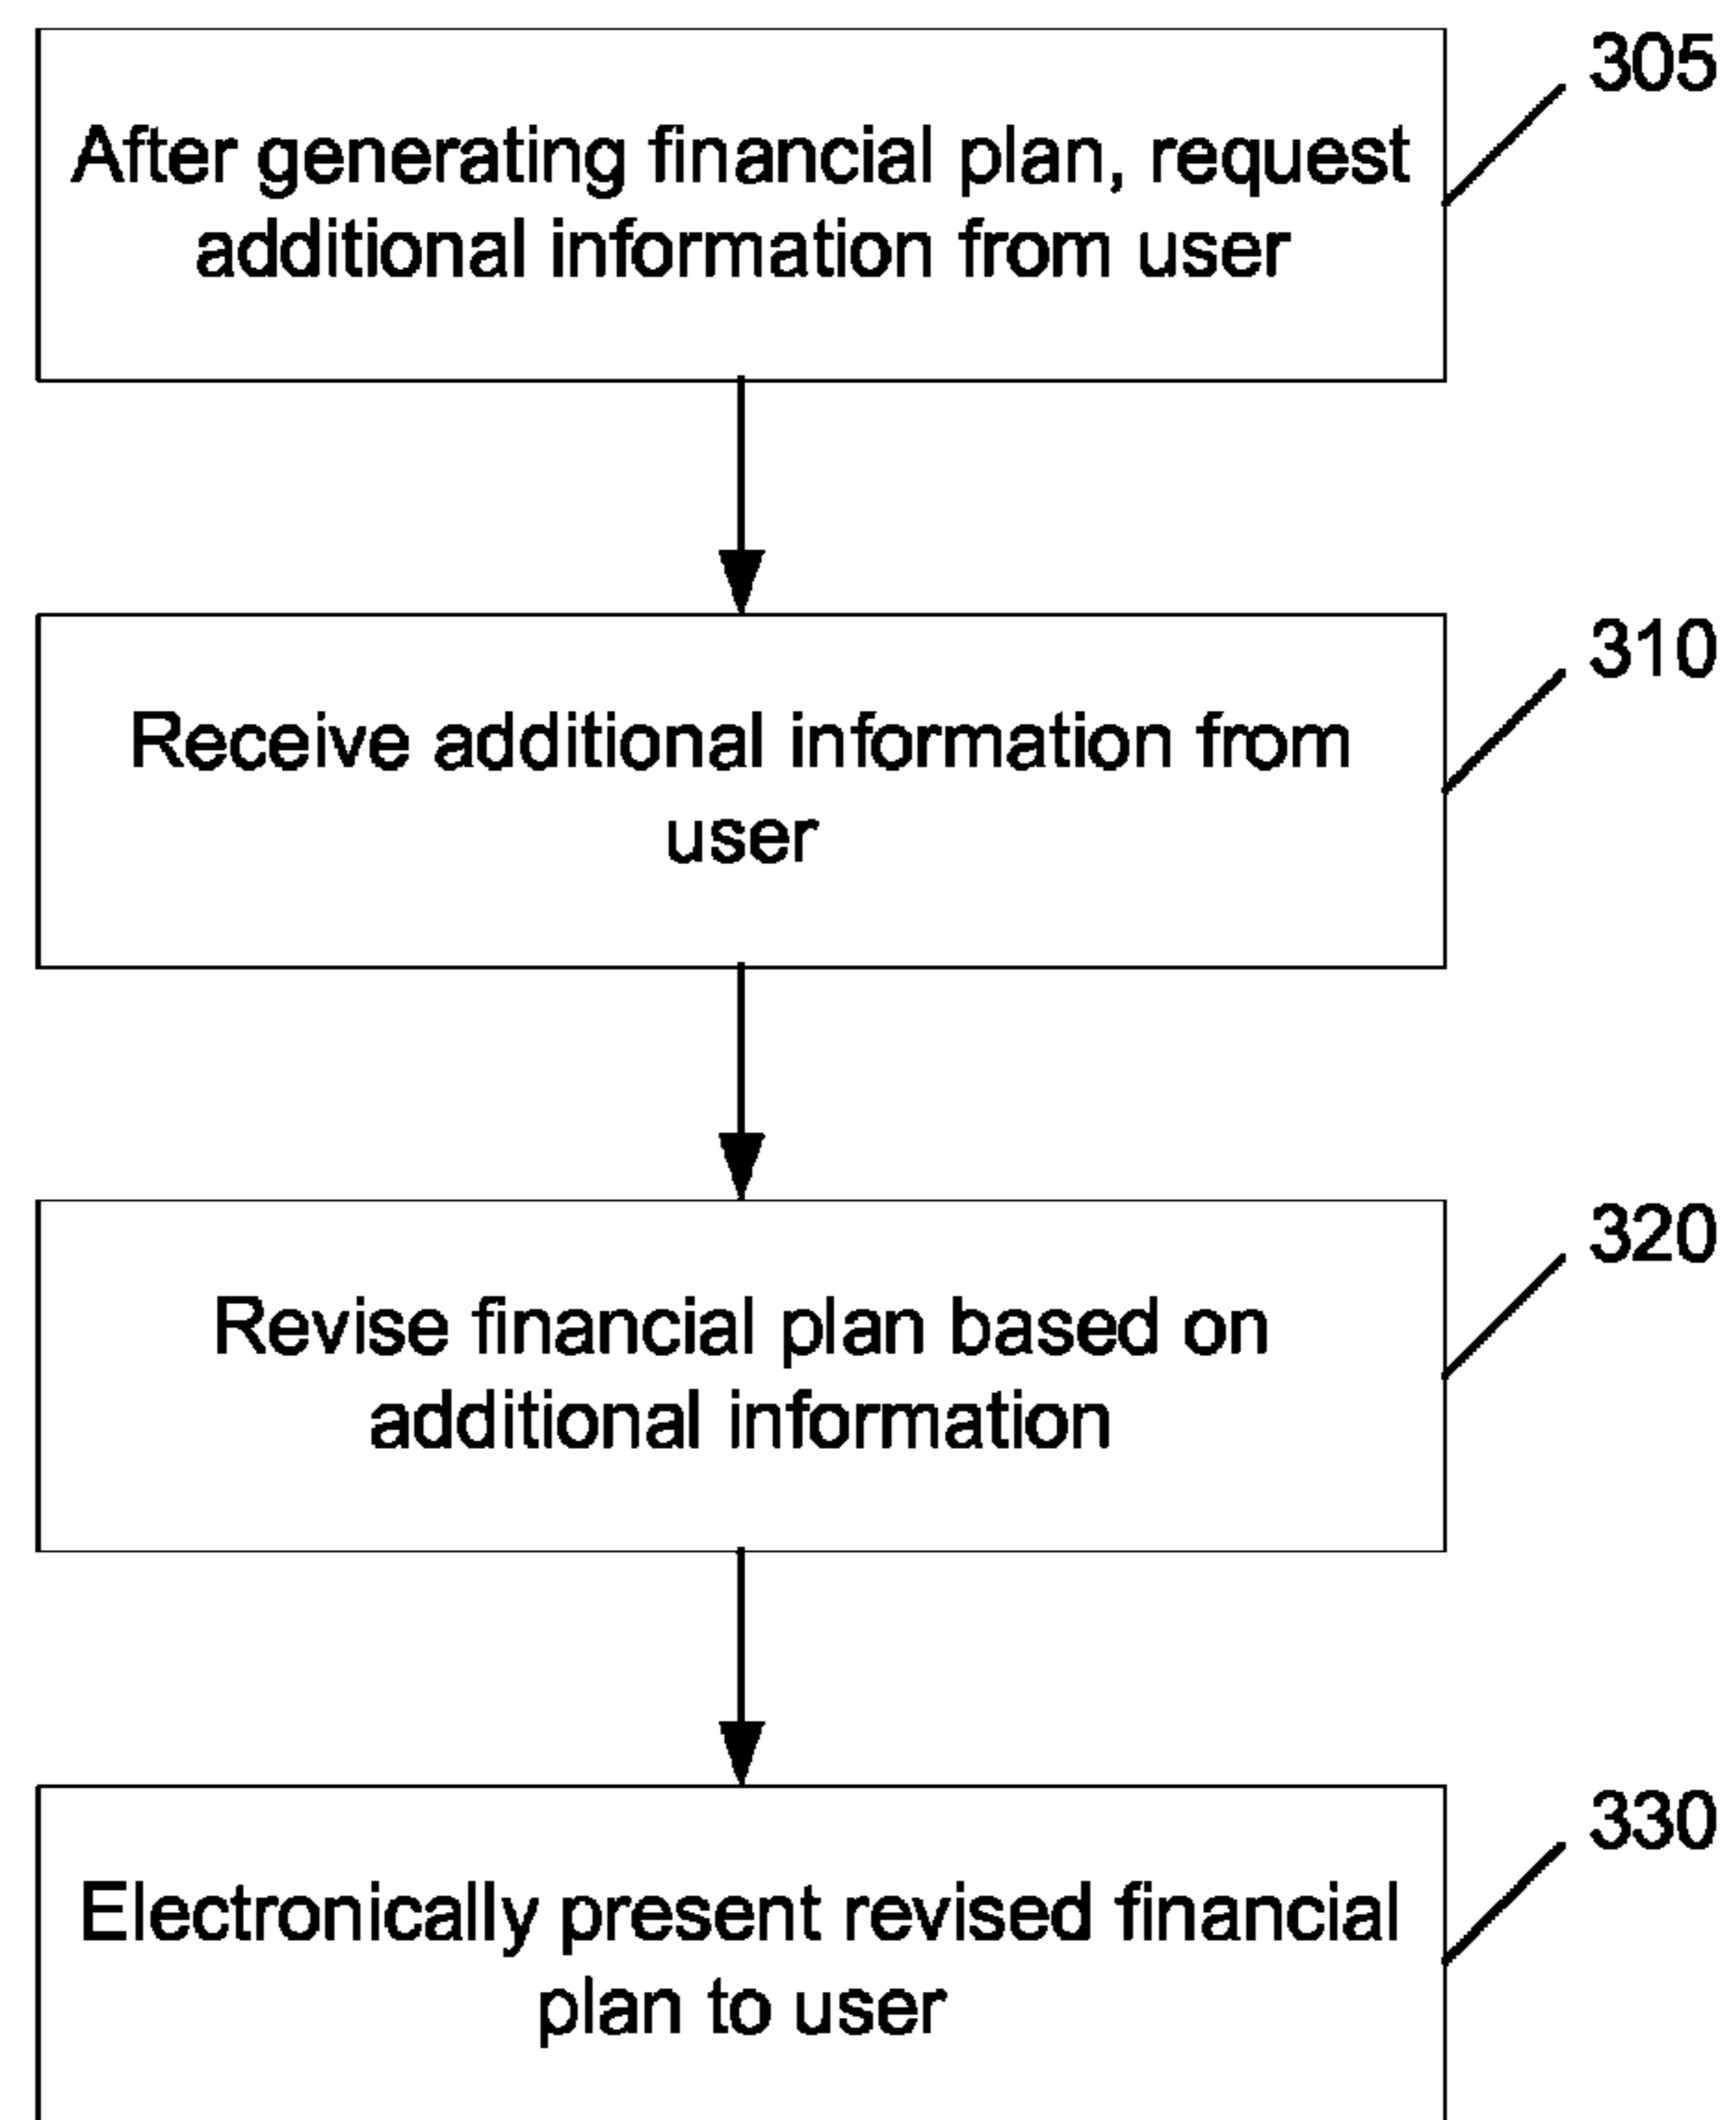 305
After generating financial plan, request
additional information from user
310
Receive additional information from
user
320
Revise financial plan based on
additional information
330
Electronically present revised financial
plan to user